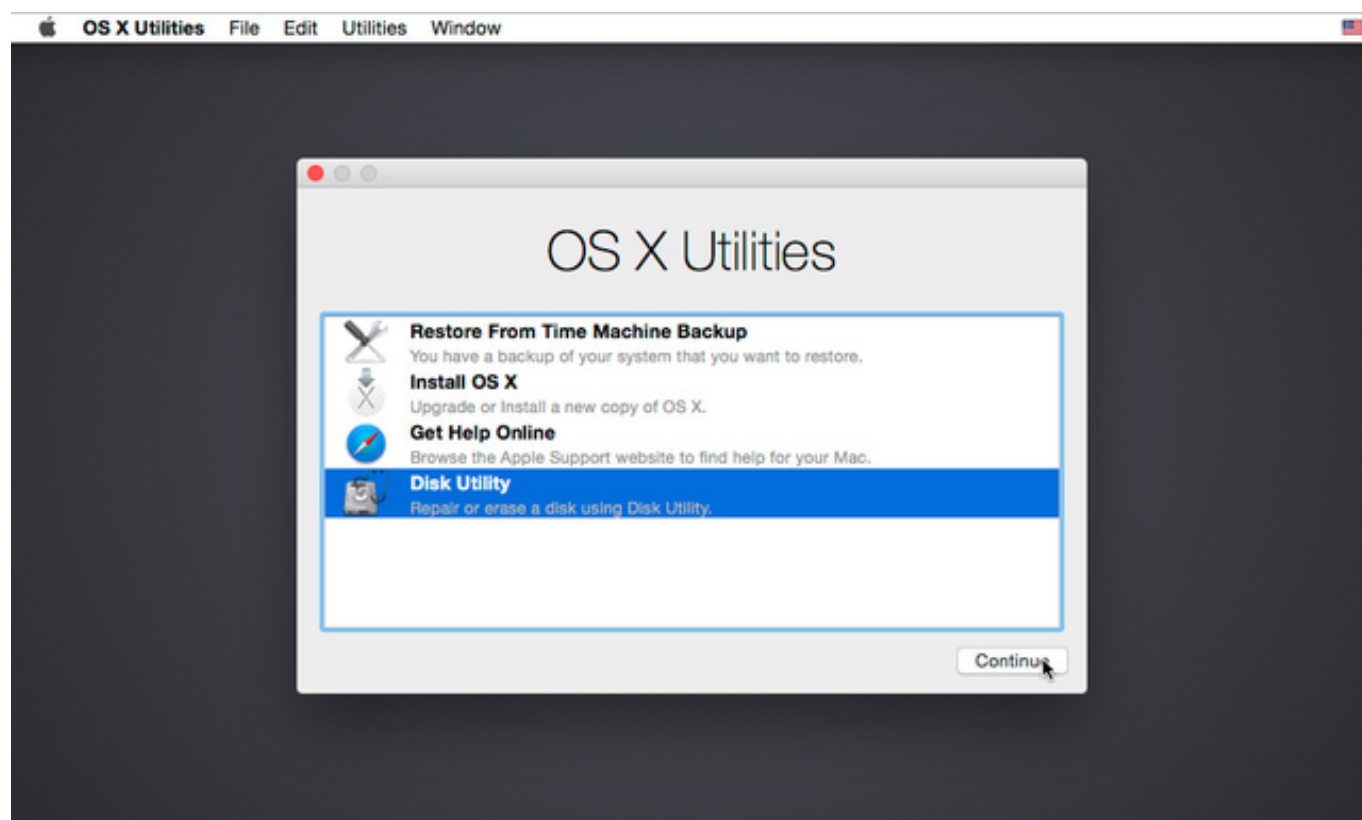 OS X Utilities File Edit Utilities Window
OS X Utilities
Restore From Time Machine Backup
You have a backup of your system that you want to restore.
Install OS X
Upgrade or Install a new copy of OS X.
Get Help Online
Browse the Apple Support website to find help for your Mac.
Disk Utility
Repair or erase a disk using Disk Utility.
Continue